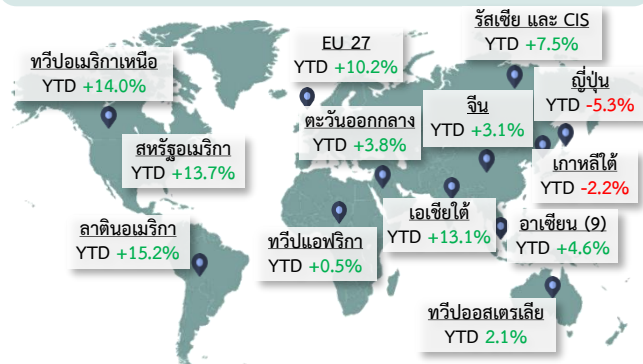 รัสเซีย และ CIS
YTD +7.5%
EU 27
YTD +10.2%
ทวีปอเมริกาเหนือ
YTD +14.0%
ญี่ปุ่น
YTD -5.3%
จีน
YTD +3.1%
ตะวันออกกลาง
YTD +3.8%
สหรัฐอเมริกา
YTD +13.7%
เกาหลีใต้
YTD -2.2%
ลาตินอเมริกา
YTD +15.2%
ทวีปแอฟริกา
YTD +0.5%
เอเชียใต้
YTD +13.1%
อาเซียน (9)
YTD +4.6%
ทวีปออสเตรเลีย
YTD 2.1%